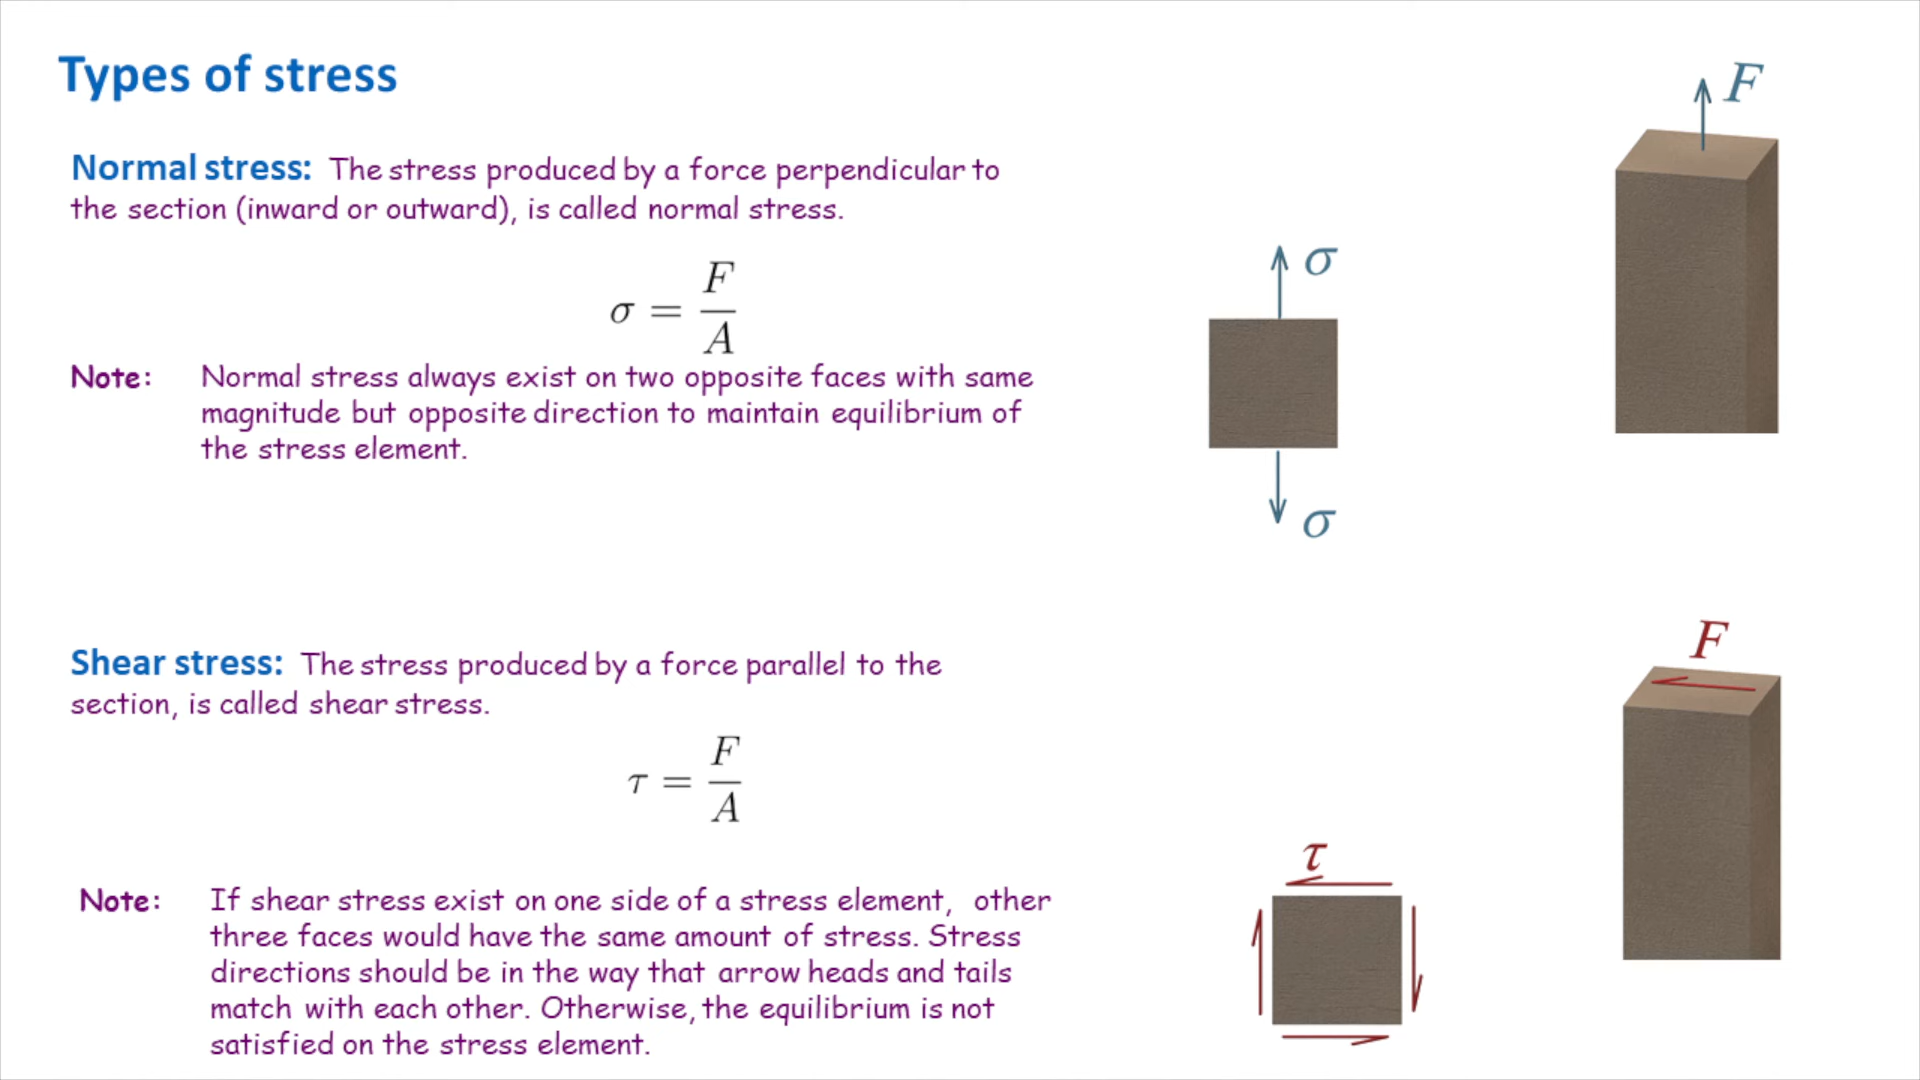 Types of stress
Normal stress: The stress produced by a force perpendicular to
the section (inward or outward), is called normal stress.
σ = F/A
Note: Normal stress always exist on two opposite faces with same
magnitude but opposite direction to maintain equilibrium of
the stress element.
F
σ
σ
Shear stress: The stress produced by a force parallel to the
section, is called shear stress.
τ = F/A
Note: If shear stress exist on one side of a stress element, other
three faces would have the same amount of stress. Stress
directions should be in the way that arrow heads and tails
match with each other. Otherwise, the equilibrium is not
satisfied on the stress element.
F
τ